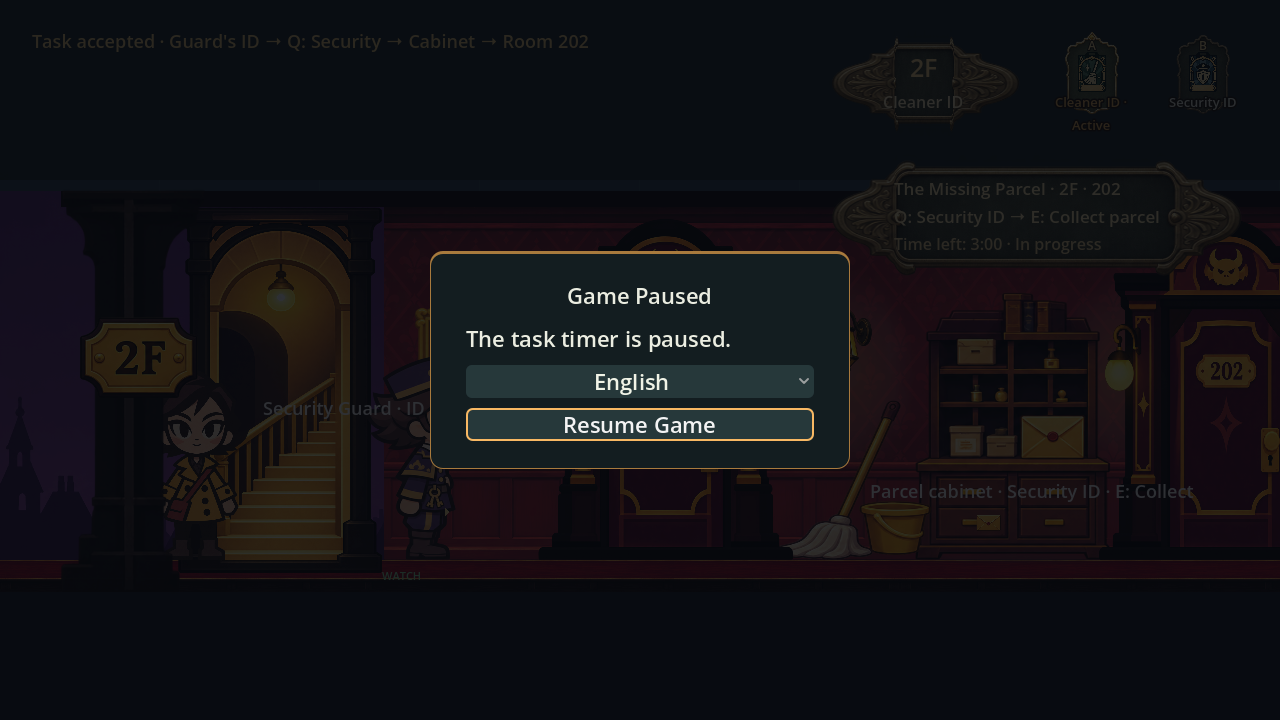 Task accepted · Guard's ID → Q: Security → Cabinet → Room 202
2F
Cleaner ID
A
Cleaner ID ·
Active
B
Security ID
The Missing Parcel · 2F · 202
Q: Security ID → E: Collect parcel
Time left: 3:00 · In progress
Game Paused
The task timer is paused.
English
Resume Game
2F
Security Guard · ID
202
Parcel cabinet · Security ID · E: Collect
WATCH